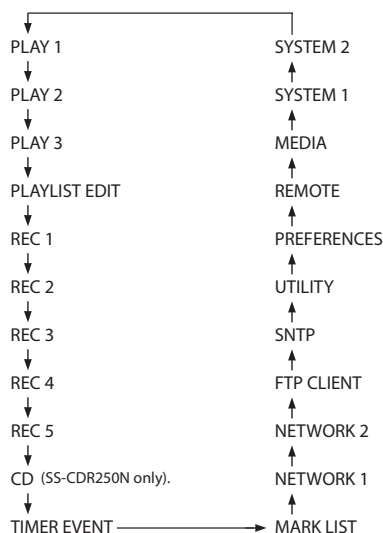 PLAY 1
PLAY 2
PLAY 3
PLAYLIST EDIT
REC 1
REC 2
REC 3
REC 4
REC 5
CD (SS-CDR250N only).
TIMER EVENT
MARK LIST
NETWORK 1
NETWORK 2
FTP CLIENT
SNTP
UTILITY
PREFERENCES
REMOTE
MEDIA
SYSTEM 1
SYSTEM 2